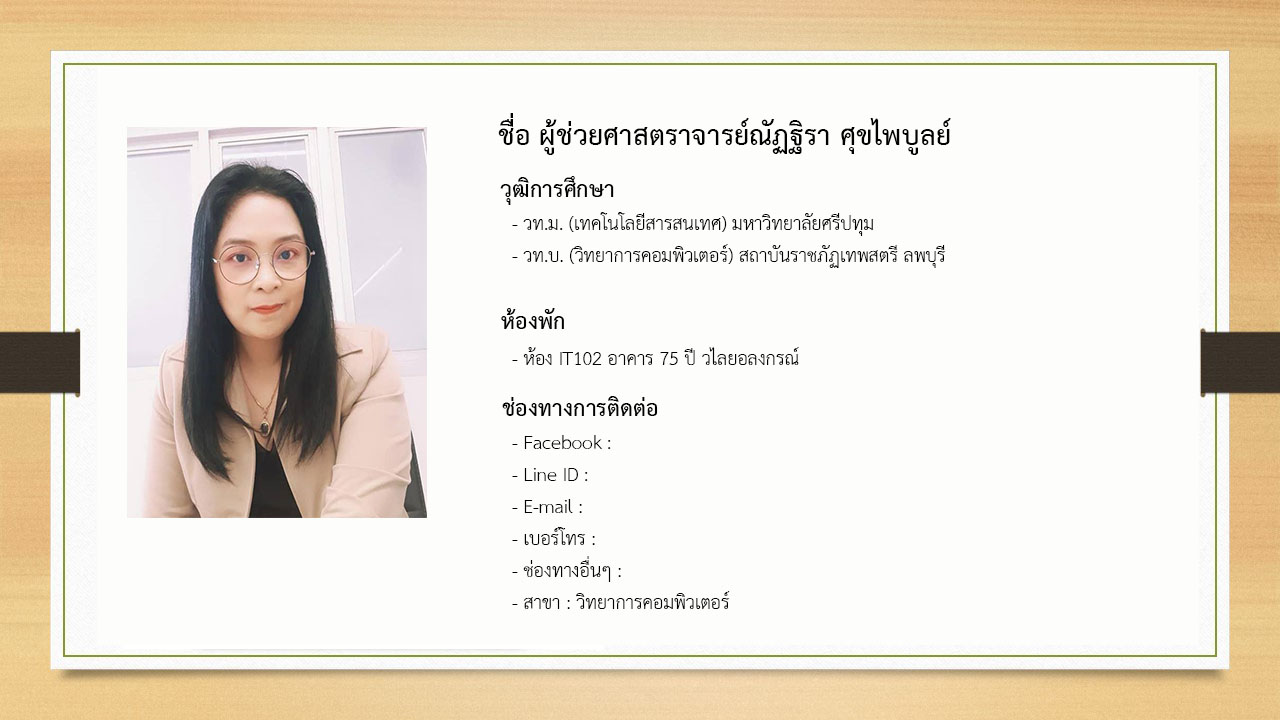 ชื่อ ผู้ช่วยศาสตราจารย์ณัฏฐิรา ศุขไพบูลย์
วุฒิการศึกษา
- วท.ม. (เทคโนโลยีสารสนเทศ) มหาวิทยาลัยศรีปทุม
- วท.บ. (วิทยาการคอมพิวเตอร์) สถาบันราชภัฏเทพสตรี ลพบุรี
ห้องพัก
- ห้อง IT102 อาคาร 75 ปี วไลยอลงกรณ์
ช่องทางการติดต่อ
- Facebook :
- Line ID :
- E-mail :
- เบอร์โทร :
- ช่องทางอื่นๆ :
- สาขา : วิทยาการคอมพิวเตอร์